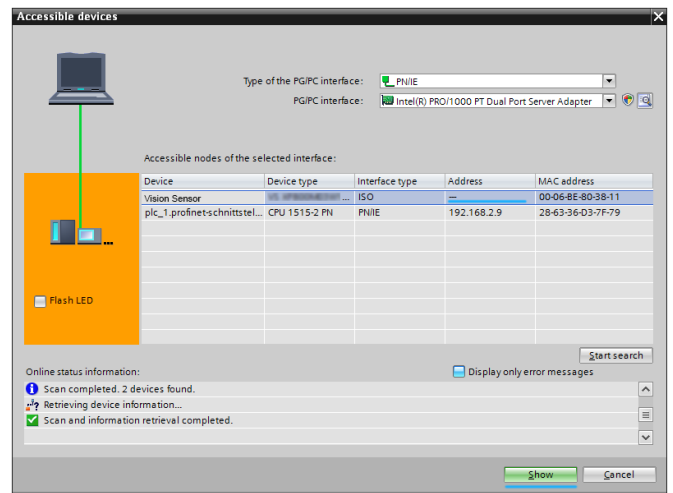 Accessible devices
Type of the PG/PC interface: PN/IE
PG/PC interface: Intel(R) PRO/1000 PT Dual Port Server Adapter
Accessible nodes of the selected interface:
Device Device type Interface type Address MAC address
Vision Sensor ... ISO — 00-06-BE-80-38-11
plc_1.profinet-schnittstel... CPU 1515-2 PN PN/IE 192.168.2.9 28-63-36-D3-7F-79
Flash LED
Start search
Online status information: Display only error messages
Scan completed. 2 devices found.
Retrieving device information...
Scan and information retrieval completed.
Show Cancel